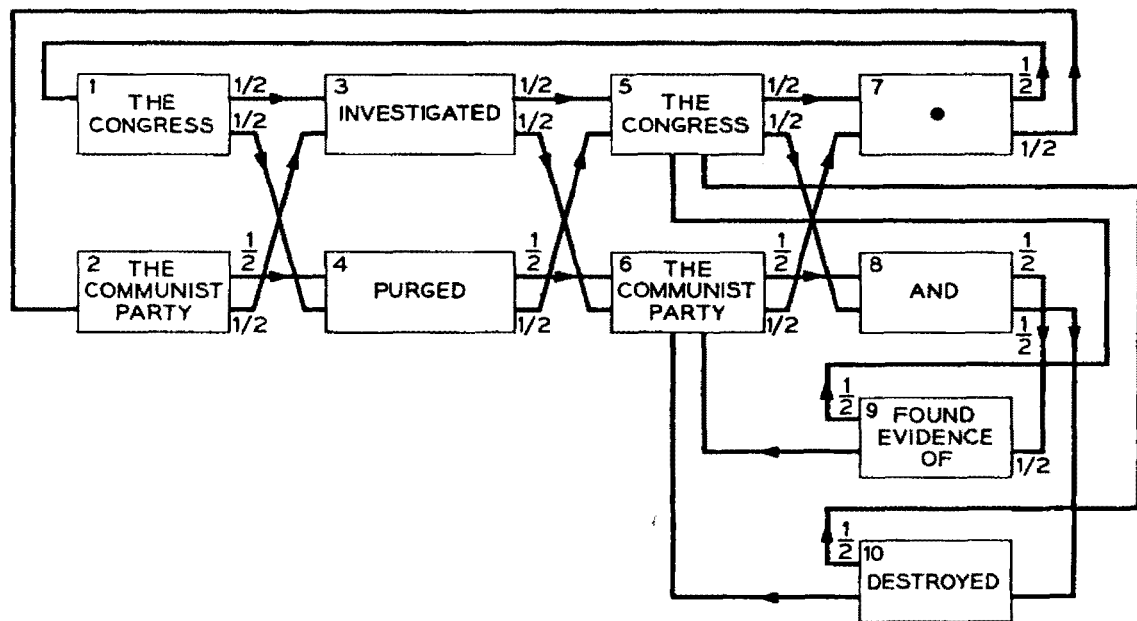 1 THE CONGRESS
1/2
1/2
3 INVESTIGATED
1/2
1/2
5 THE CONGRESS
1/2
1/2
7 •
1/2
1/2
2 THE COMMUNIST PARTY
1/2
1/2
4 PURGED
1/2
1/2
6 THE COMMUNIST PARTY
1/2
1/2
8 AND
1/2
1/2
1/2
9 FOUND EVIDENCE OF
1/2
1/2
10 DESTROYED